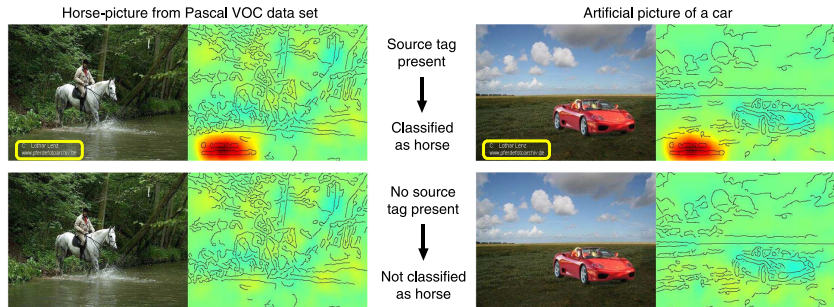 Horse-picture from Pascal VOC data set
Artificial picture of a car
Source tag
present
Classified
as horse
C Lothar Lenz
www.pferdefotoarchiv.de
C Lothar Lenz
www.pferdefotoarchiv.de
No source
tag present
Not classified
as horse